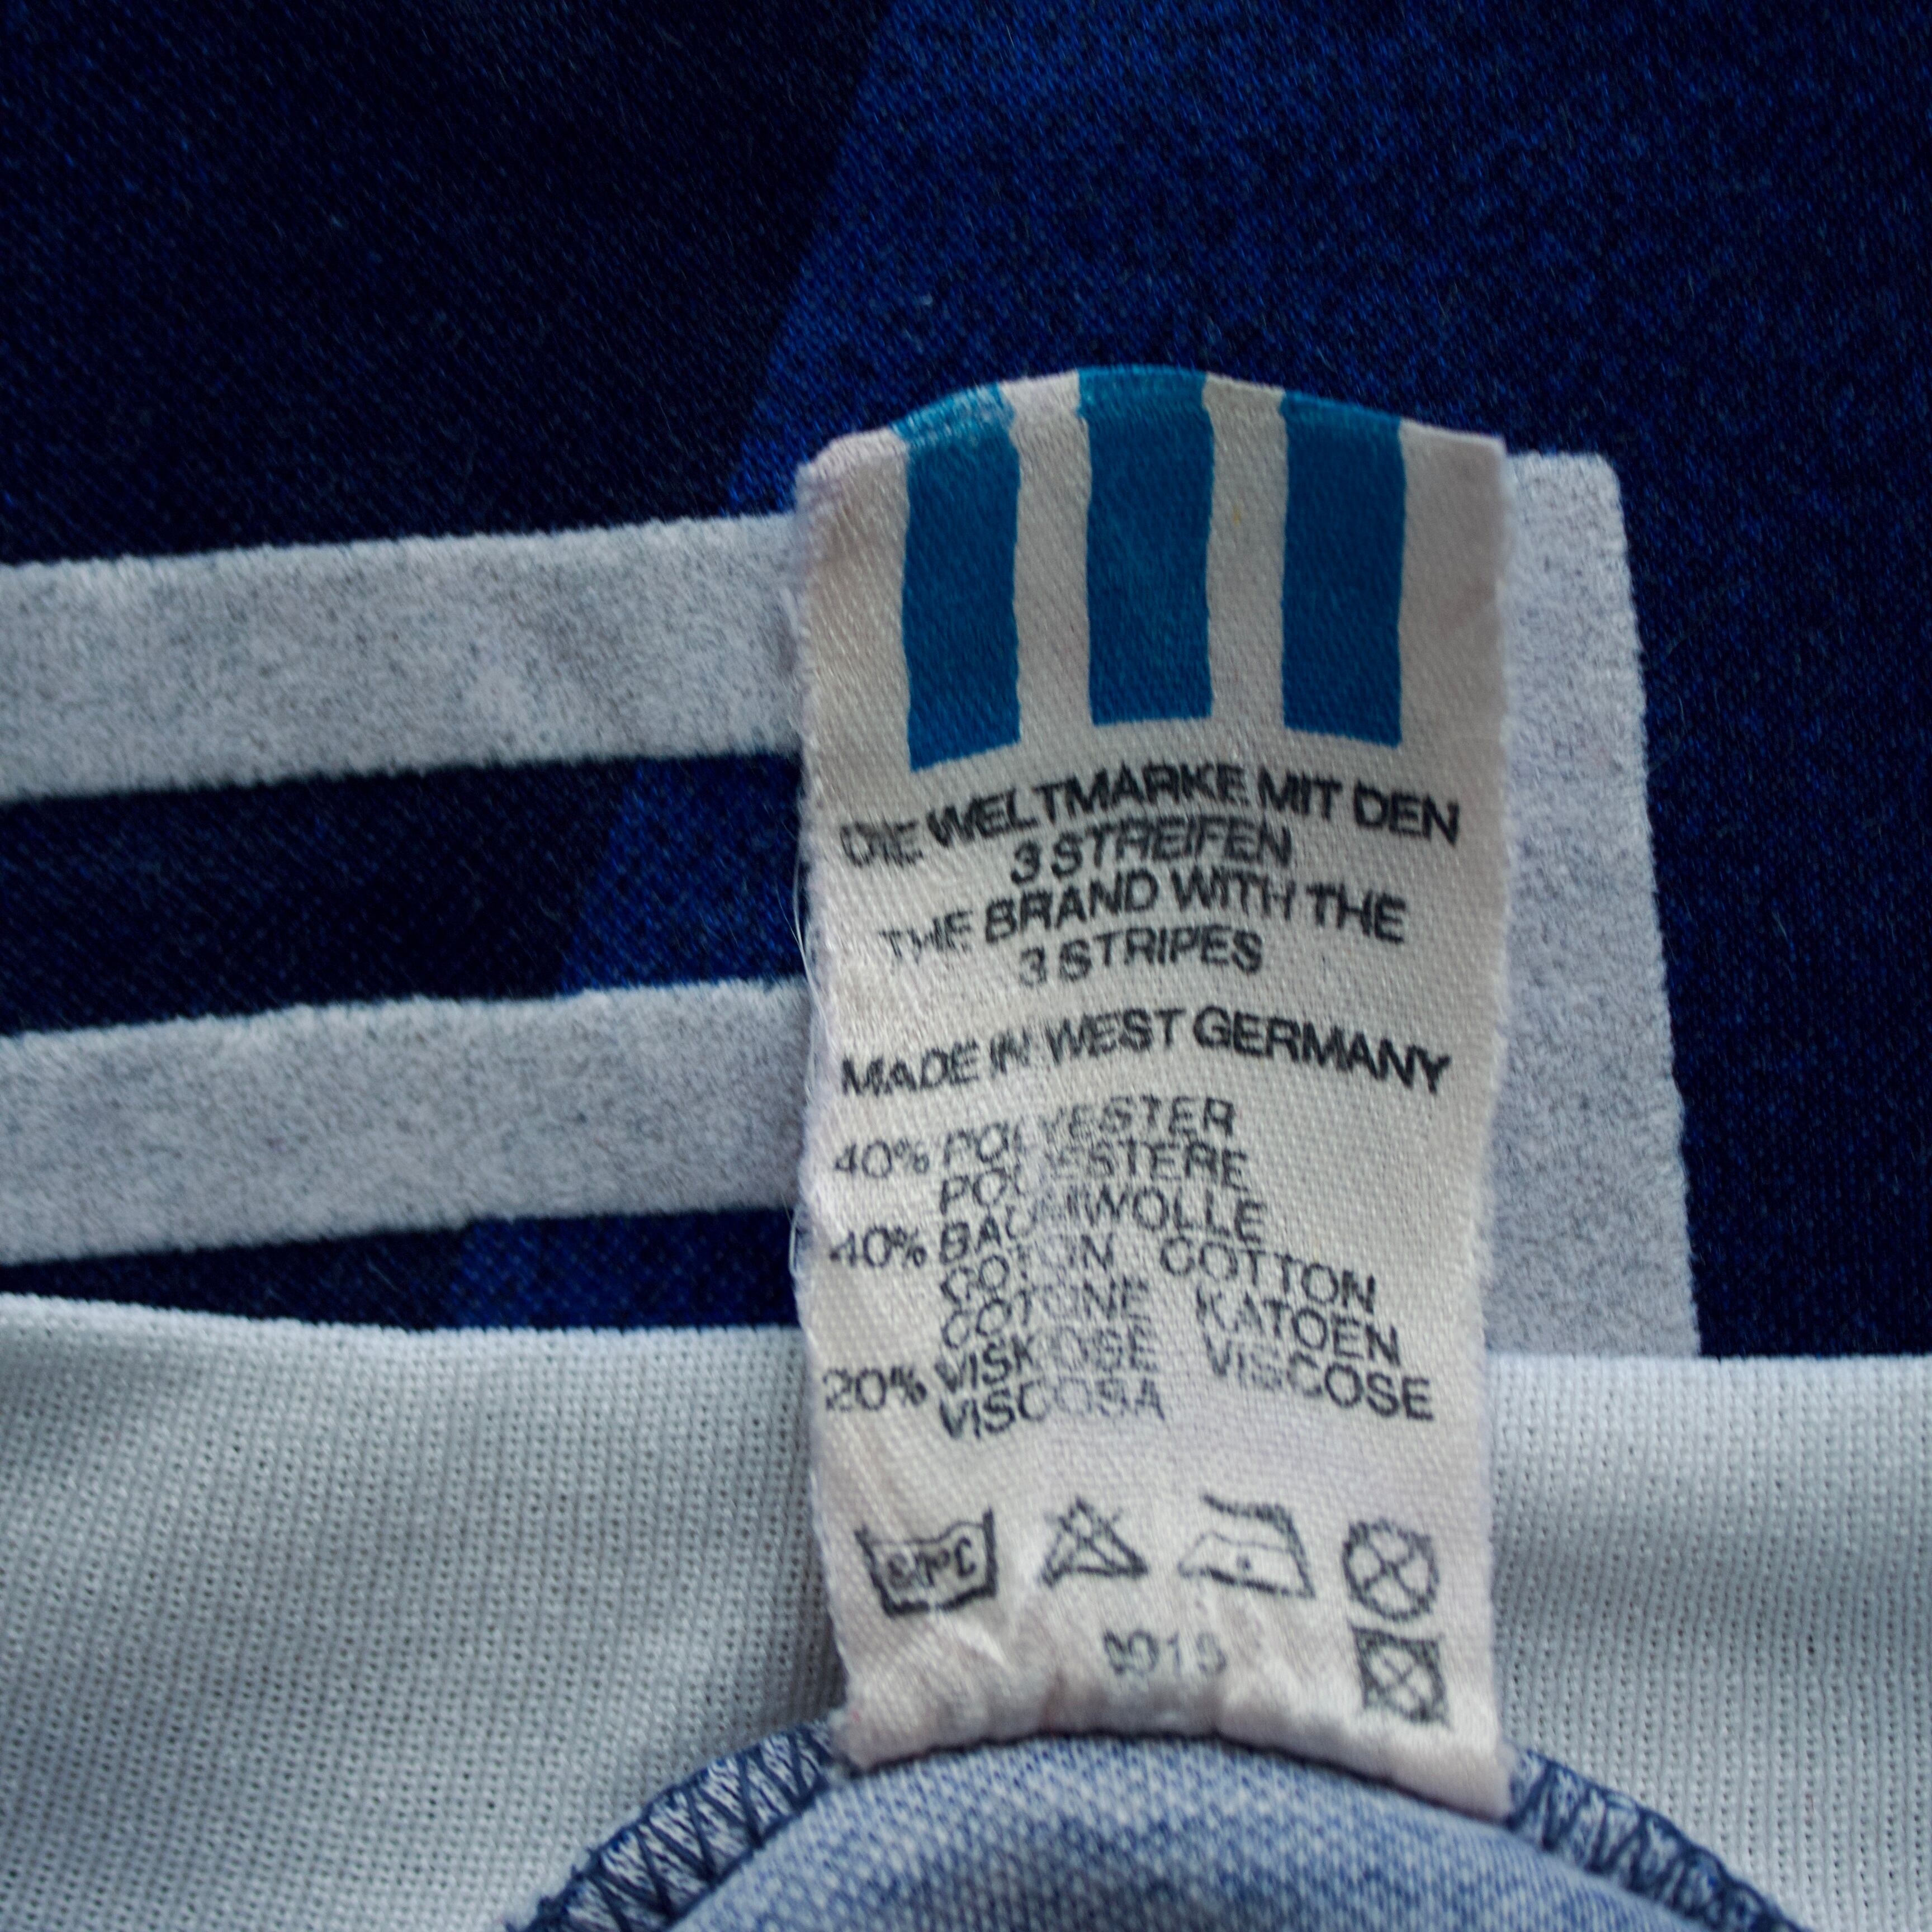 DIE WELTMARKE MIT DEN
3 STREIFEN
THE BRAND WITH THE
3 STRIPES
MADE IN WEST GERMANY
40% POLYESTER
POLYESTERE
40% BAUMWOLLE
COTON COTTON
COTONE KATOEN
20% VISKOSE VISCOSE
VISCOSA